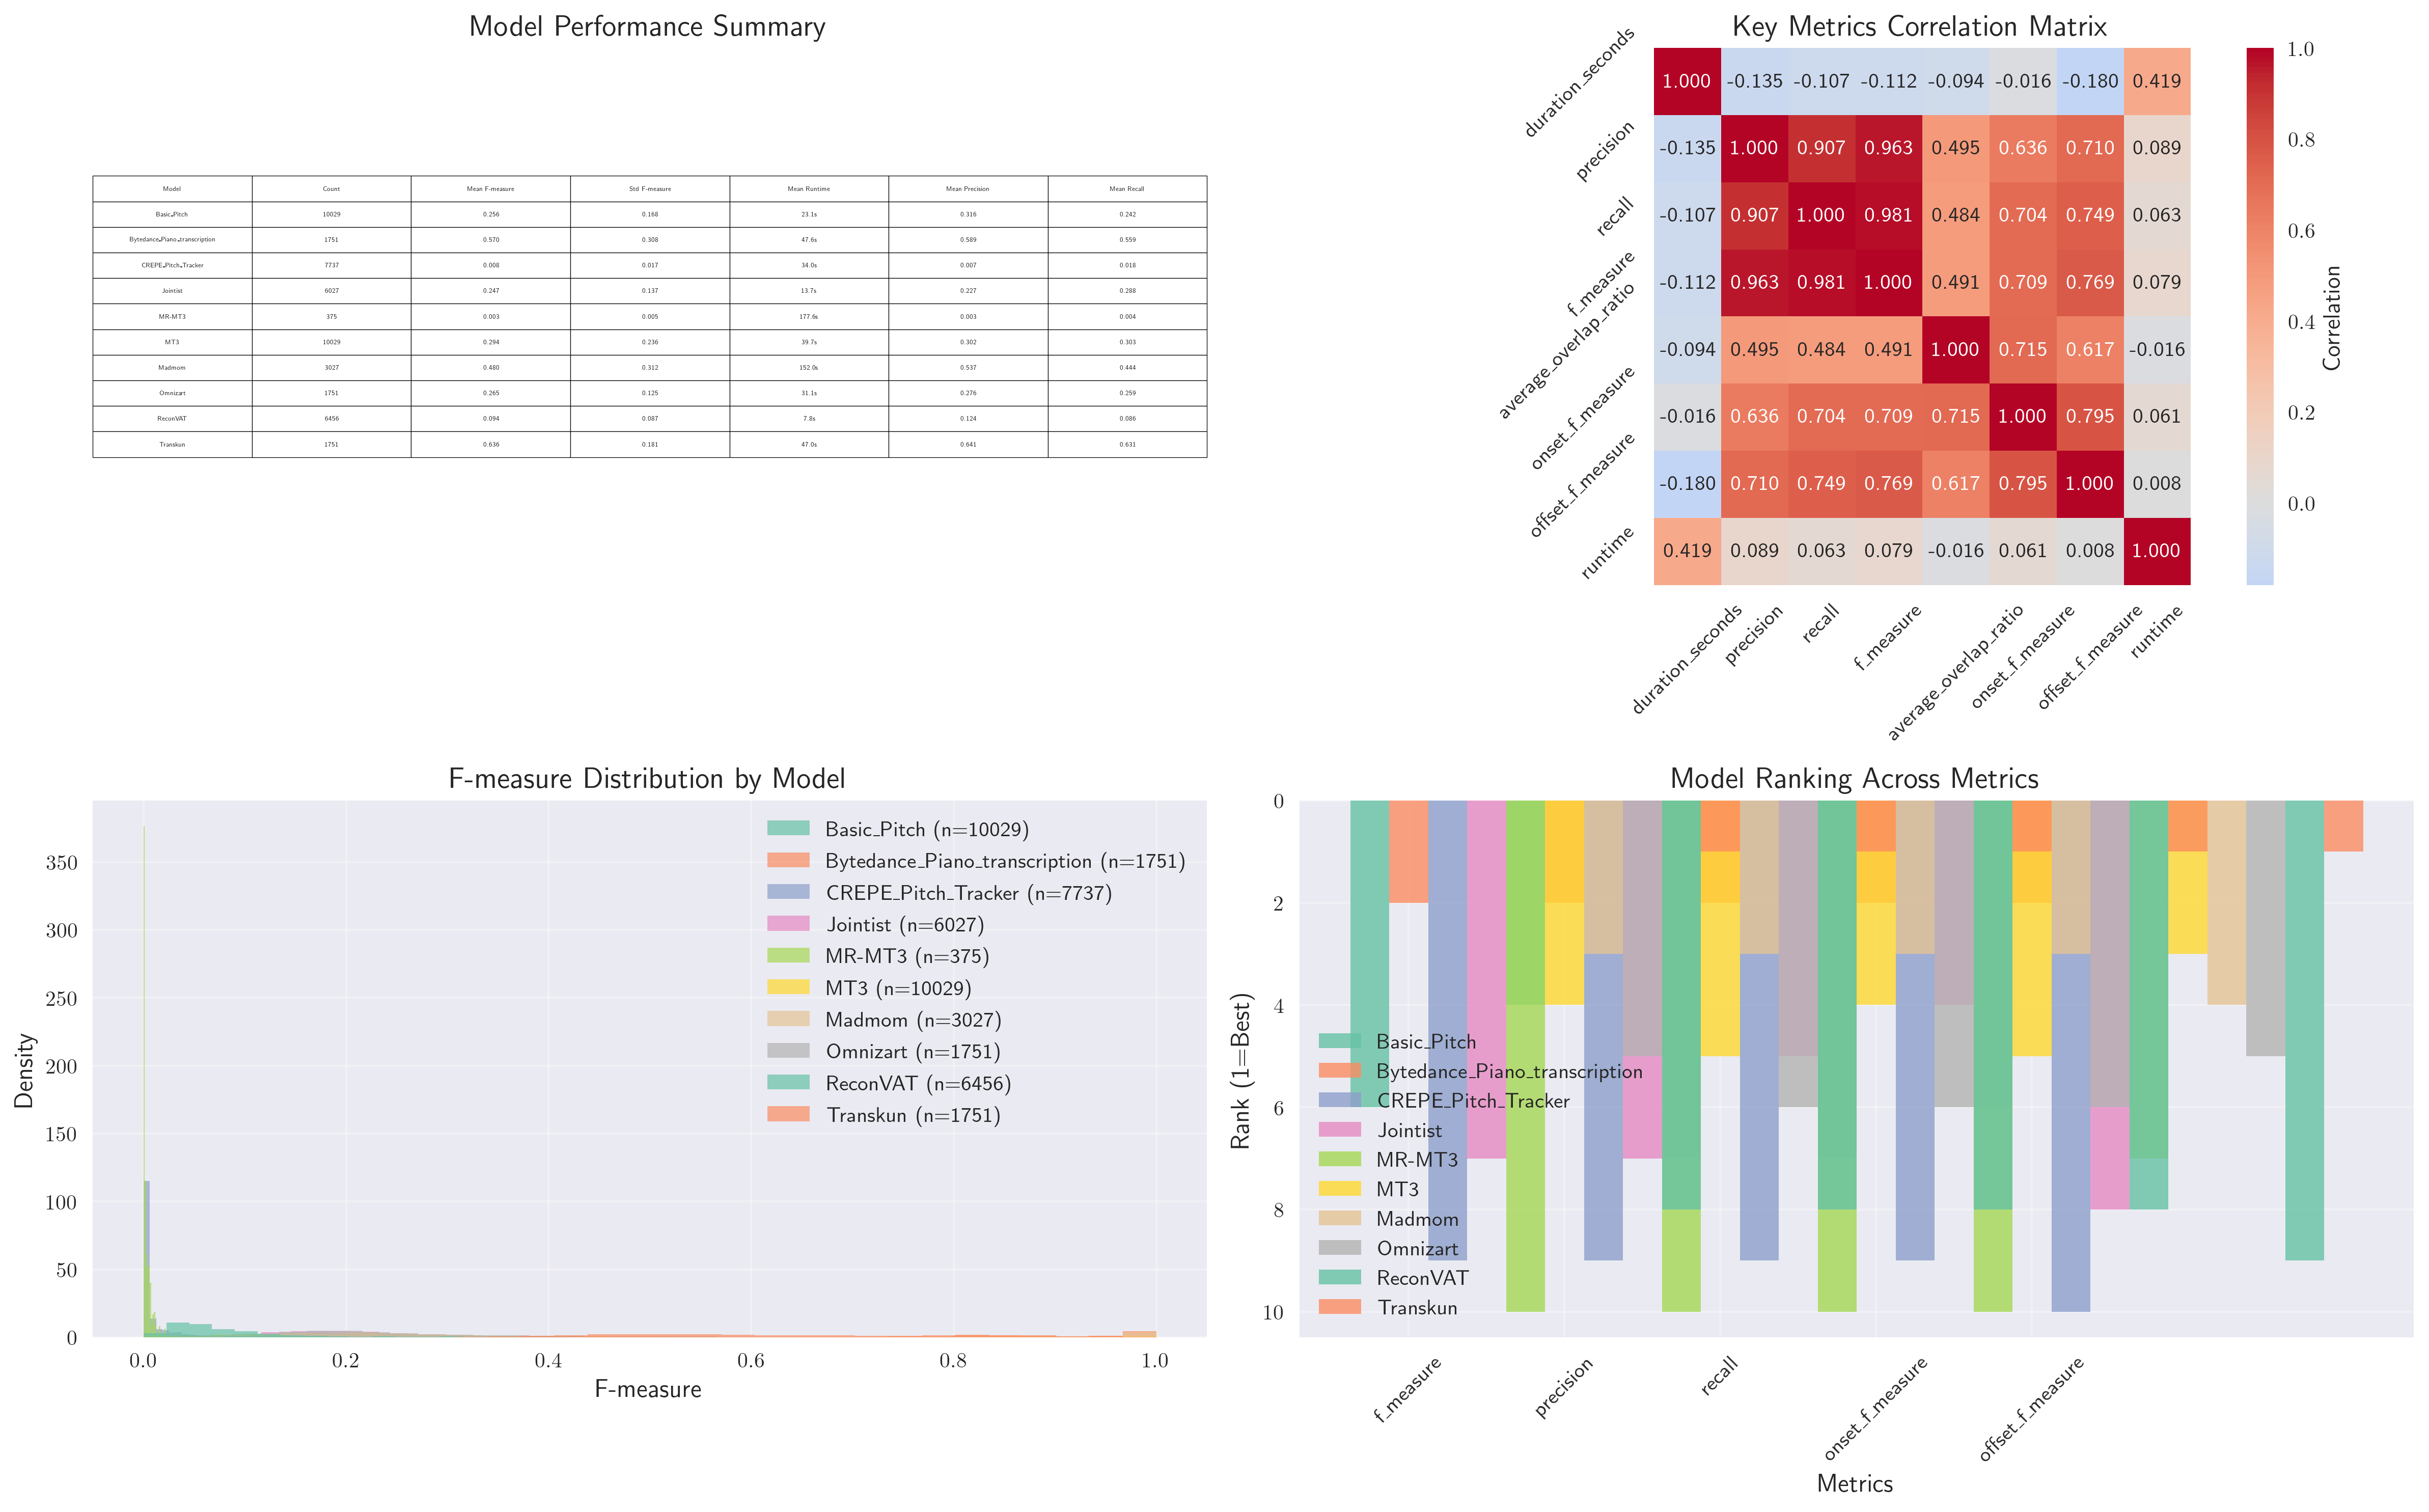 Model Performance Summary
Model Count Mean F-measure Std F-measure Mean Runtime Mean Precision Mean Recall
Basic_Pitch 10029 0.256 0.168 23.1s 0.316 0.242
Bytedance_Piano_transcription 1751 0.570 0.308 47.6s 0.589 0.559
CREPE_Pitch_Tracker 7737 0.008 0.017 34.0s 0.007 0.018
Jointist 6027 0.247 0.137 13.7s 0.227 0.288
MR-MT3 375 0.003 0.005 177.6s 0.003 0.004
MT3 10029 0.294 0.236 39.7s 0.302 0.303
Madmom 3027 0.480 0.312 152.0s 0.537 0.444
Omnizart 1751 0.265 0.125 31.1s 0.276 0.259
ReconVAT 6456 0.094 0.087 7.8s 0.124 0.086
Transkun 1751 0.636 0.181 47.0s 0.641 0.631
Key Metrics Correlation Matrix
duration_seconds 1.000 -0.135 -0.107 -0.112 -0.094 -0.016 -0.180 0.419
precision -0.135 1.000 0.907 0.963 0.495 0.636 0.710 0.089
recall -0.107 0.907 1.000 0.981 0.484 0.704 0.749 0.063
f_measure -0.112 0.963 0.981 1.000 0.491 0.709 0.769 0.079
average_overlap_ratio -0.094 0.495 0.484 0.491 1.000 0.715 0.617 -0.016
onset_f_measure -0.016 0.636 0.704 0.709 0.715 1.000 0.795 0.061
offset_f_measure -0.180 0.710 0.749 0.769 0.617 0.795 1.000 0.008
runtime 0.419 0.089 0.063 0.079 -0.016 0.061 0.008 1.000
duration_seconds precision recall f_measure average_overlap_ratio onset_f_measure offset_f_measure runtime
1.0
0.8
0.6
0.4
0.2
0.0
Correlation
F-measure Distribution by Model
Density
350
300
250
200
150
100
50
0
Basic_Pitch (n=10029)
Bytedance_Piano_transcription (n=1751)
CREPE_Pitch_Tracker (n=7737)
Jointist (n=6027)
MR-MT3 (n=375)
MT3 (n=10029)
Madmom (n=3027)
Omnizart (n=1751)
ReconVAT (n=6456)
Transkun (n=1751)
0.0 0.2 0.4 0.6 0.8 1.0
F-measure
Model Ranking Across Metrics
Rank (1=Best)
0
2
4
6
8
10
Basic_Pitch
Bytedance_Piano_transcription
CREPE_Pitch_Tracker
Jointist
MR-MT3
MT3
Madmom
Omnizart
ReconVAT
Transkun
f_measure precision recall onset_f_measure offset_f_measure
Metrics